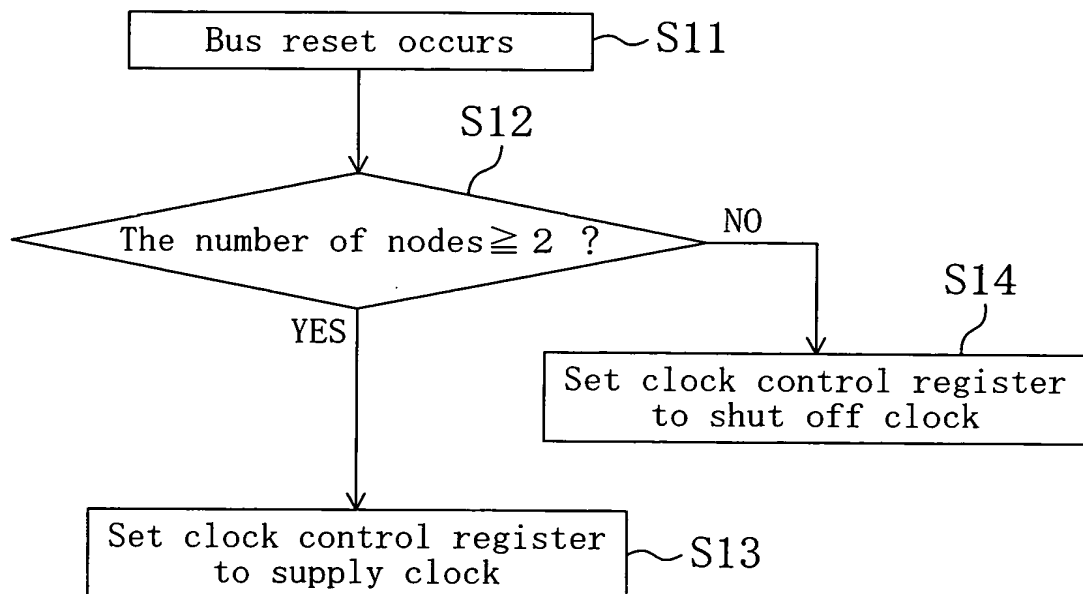 Bus reset occurs
S11
S12
The number of nodes≧2 ?
NO
YES
S14
Set clock control register
to shut off clock
Set clock control register
to supply clock
S13